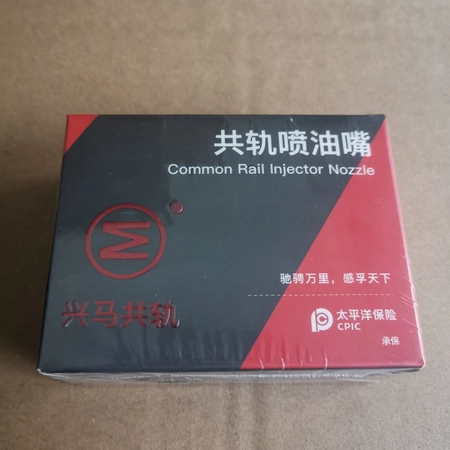 共轨喷油嘴
Common Rail Injector Nozzle
M
兴马共轨
驰骋万里，感孚天下
太平洋保险
CPIC
承保